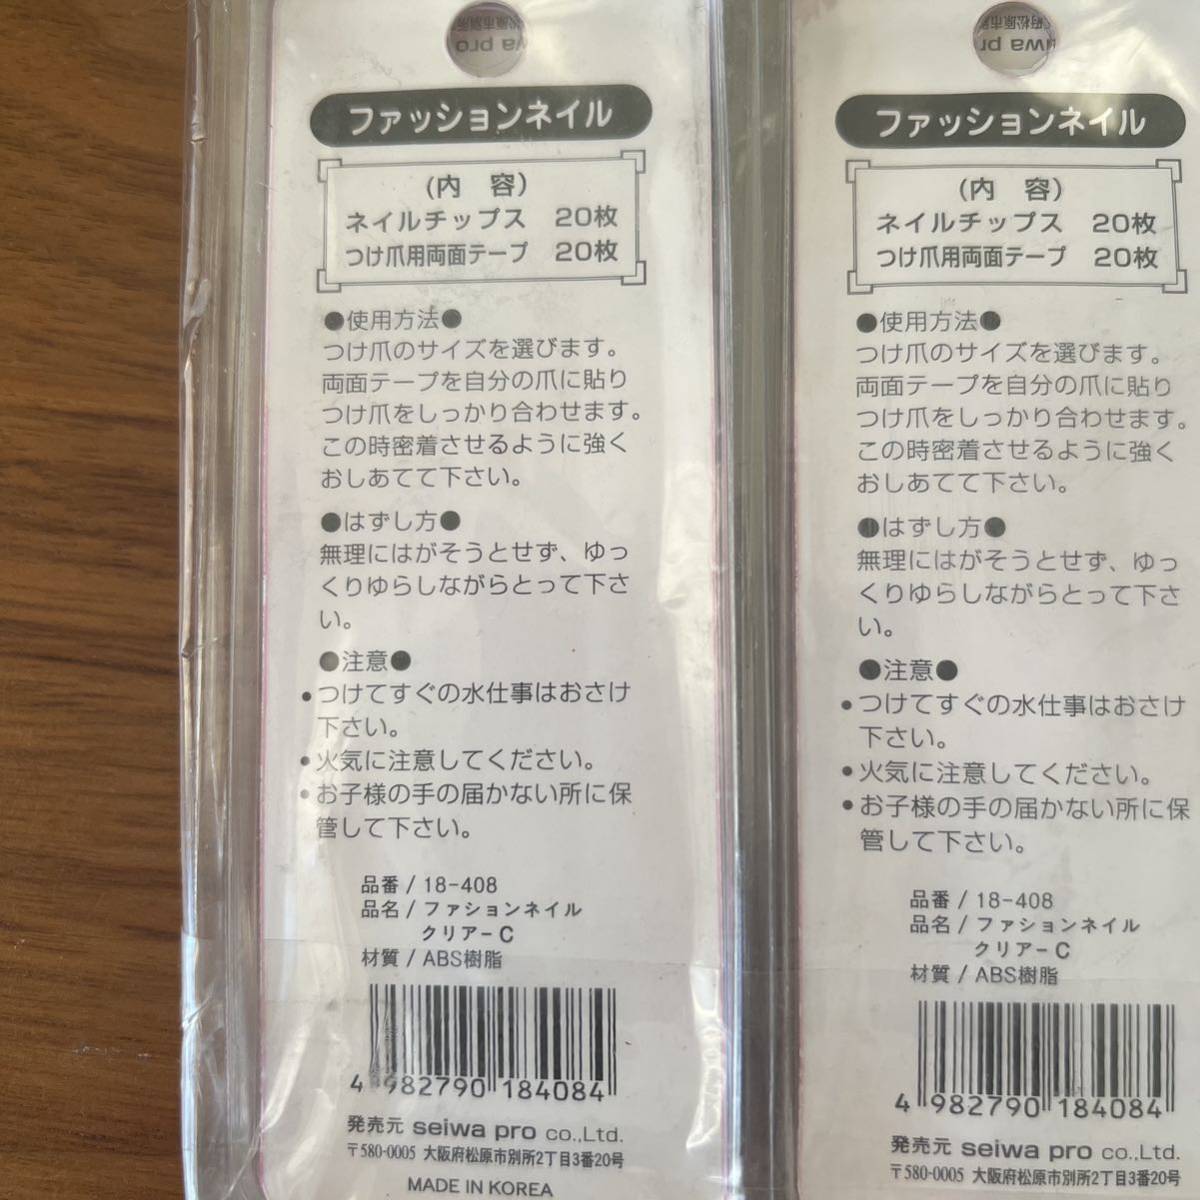 ファッションネイル
(内 容)
ネイルチップス 20枚
つけ爪用両面テープ 20枚
●使用方法●
つけ爪のサイズを選びます。
両面テープを自分の爪に貼り
つけ爪をしっかり合わせます。
この時密着させるように強く
おしあてて下さい。
●はずし方●
無理にはがそうとせず、ゆっ
くりゆらしながらとって下さ
い。
●注意●
•つけてすぐの水仕事はおさけ
下さい。
•火気に注意してください。
•お子様の手の届かない所に保
管して下さい。
品番/18-408
品名/ファションネイル
クリアーC
材質/ABS樹脂
4 982790 184084
発売元 seiwa pro co.,Ltd.
〒580-0005 大阪府松原市別所2丁目3番20号
MADE IN KOREA
ファッションネイル
(内 容)
ネイルチップス 20枚
つけ爪用両面テープ 20枚
●使用方法●
つけ爪のサイズを選びます。
両面テープを自分の爪に貼り
つけ爪をしっかり合わせます。
この時密着させるように強く
おしあてて下さい。
●はずし方●
無理にはがそうとせず、ゆっ
くりゆらしながらとって下さ
い。
●注意●
•つけてすぐの水仕事はおさけ
下さい。
•火気に注意してください。
•お子様の手の届かない所に保
管して下さい。
品番/18-408
品名/ファションネイル
クリアーC
材質/ABS樹脂
4 982790 184084
発売元 seiwa pro co.,Ltd.
〒580-0005 大阪府松原市別所2丁目3番20号